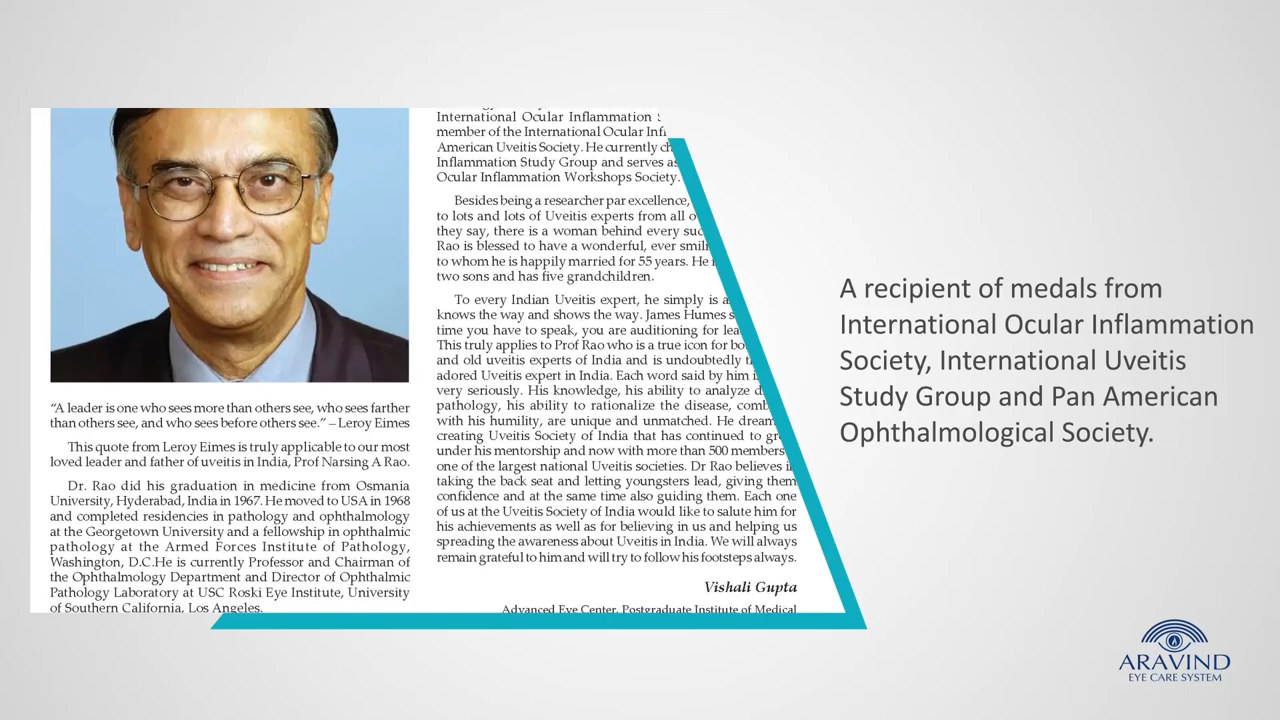 "A leader is one who sees more than others see, who sees farther
than others see, and who sees before others see." – Leroy Eimes
This quote from Leroy Eimes is truly applicable to our most
loved leader and father of uveitis in India, Prof Narsing A Rao.
Dr. Rao did his graduation in medicine from Osmania
University, Hyderabad, India in 1967. He moved to USA in 1968
and completed residencies in pathology and ophthalmology
at the Georgetown University and a fellowship in ophthalmic
pathology at the Armed Forces Institute of Pathology,
Washington, D.C.He is currently Professor and Chairman of
the Ophthalmology Department and Director of Ophthalmic
Pathology Laboratory at USC Roski Eye Institute, University
of Southern California, Los Angeles.
International Ocular Inflammation
member of the International Ocular
American Uveitis Society. He currently
Inflammation Study Group and serves as
Ocular Inflammation Workshops Society.
Besides being a researcher par excellence,
to lots and lots of Uveitis experts from all
they say, there is a woman behind every
Rao is blessed to have a wonderful, ever
to whom he is happily married for 55 years. He
two sons and has five grandchildren.
To every Indian Uveitis expert, he simply is a
knows the way and shows the way. James Humes
time you have to speak, you are auditioning for
This truly applies to Prof Rao who is a true icon for
and old uveitis experts of India and is undoubtedly
adored Uveitis expert in India. Each word said by him
very seriously. His knowledge, his ability to analyze
pathology, his ability to rationalize the disease,
with his humility, are unique and unmatched. He
creating Uveitis Society of India that has continued to
under his mentorship and now with more than 500 members
one of the largest national Uveitis societies. Dr Rao believes
taking the back seat and letting youngsters lead, giving them
confidence and at the same time also guiding them. Each one
of us at the Uveitis Society of India would like to salute him for
his achievements as well as for believing in us and helping us
spreading the awareness about Uveitis in India. We will always
remain grateful to him and will try to follow his footsteps always.
Vishali Gupta
Advanced Eye Center, Postgraduate Institute of Medical
A recipient of medals from
International Ocular Inflammation
Society, International Uveitis
Study Group and Pan American
Ophthalmological Society.
ARAVIND
EYE CARE SYSTEM